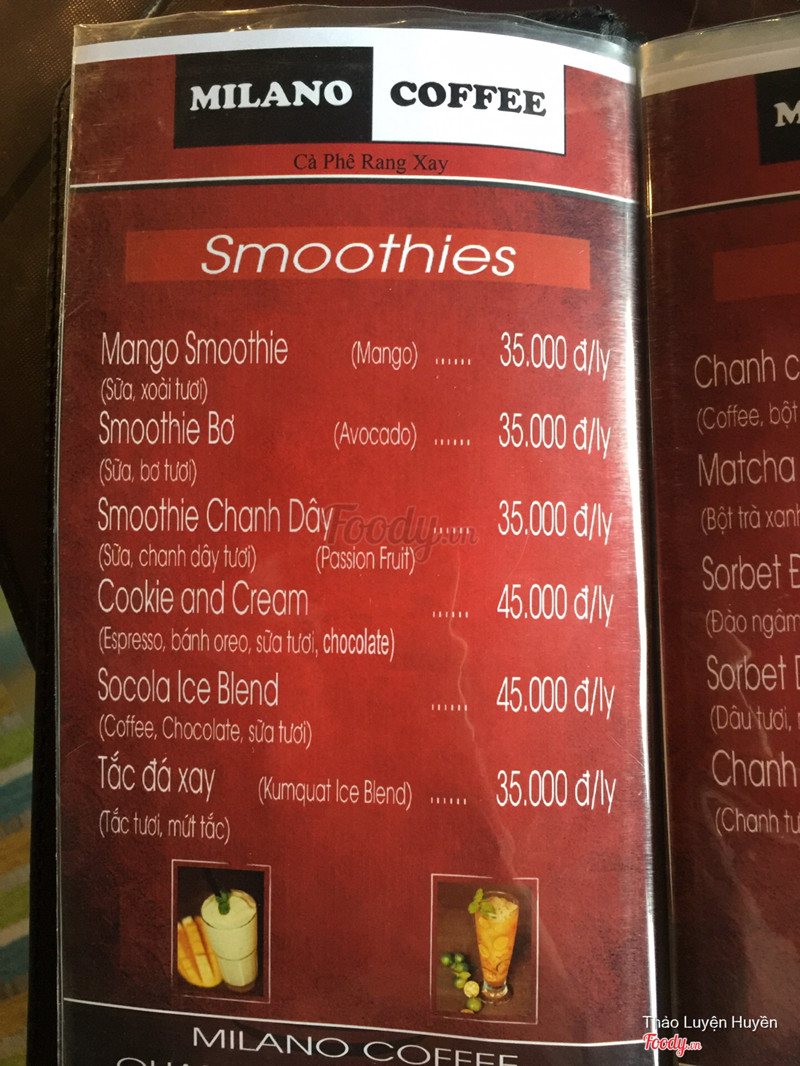 MILANO COFFEE
Cà Phê Rang Xay
Smoothies
Mango Smoothie (Mango) ...... 35.000 đ/ly
(Sữa, xoài tươi)
Smoothie Bơ (Avocado) ...... 35.000 đ/ly
(Sữa, bơ tươi)
Smoothie Chanh Dây ...... 35.000 đ/ly
(Sữa, chanh dây tươi) (Passion Fruit)
Cookie and Cream ...... 45.000 đ/ly
(Espresso, bánh oreo, sữa tươi, chocolate)
Socola Ice Blend ...... 45.000 đ/ly
(Coffee, Chocolate, sữa tươi)
Tắc đá xay (Kumquat Ice Blend) ...... 35.000 đ/ly
(Tắc tươi, mứt tắc)
MILANO COFFEE
Foody.vn
M
Chanh c
(Coffee, bột
Matcha
(Bột trà xanh
Sorbet Đ
(Đào ngâm
Sorbet D
(Dâu tươi,
Chanh
(Chanh tư
Thảo Luyện Huyền
Foody.vn